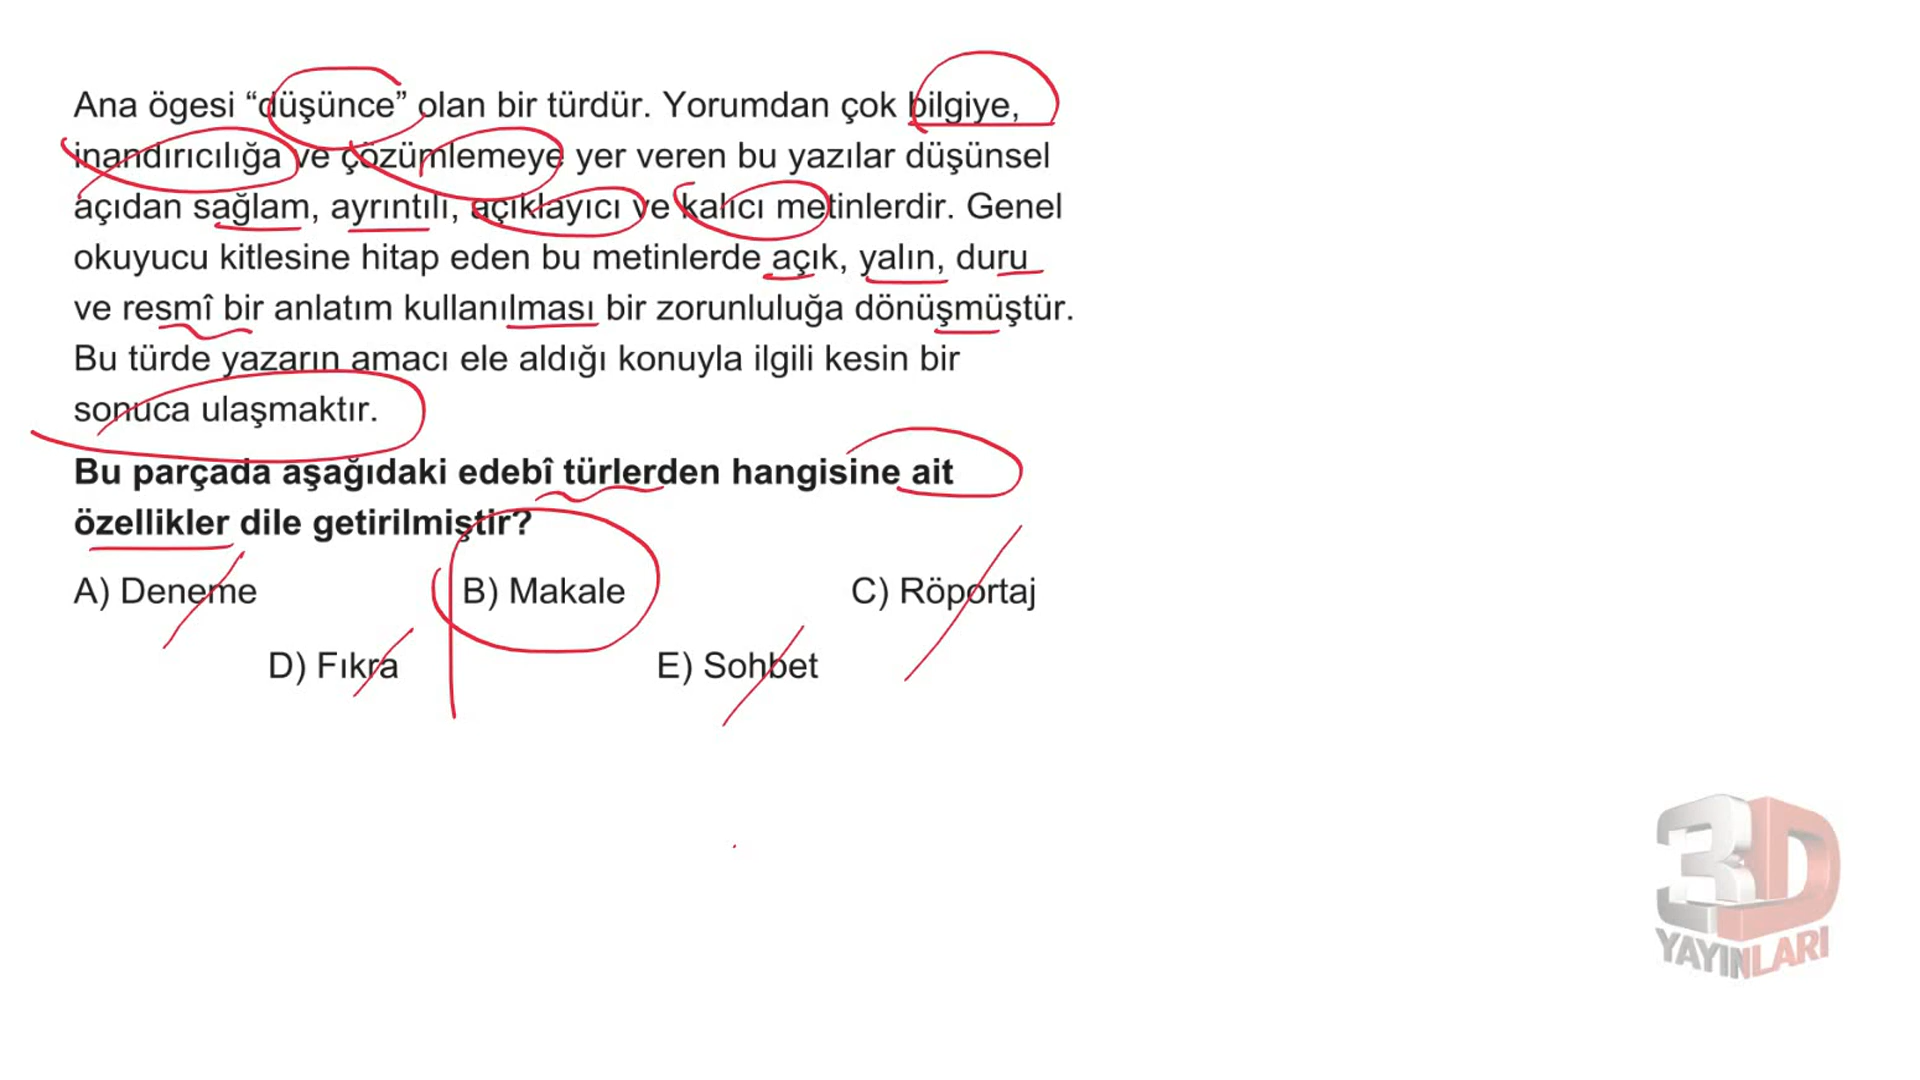 Ana ögesi “düşünce” olan bir türdür. Yorumdan çok bilgiye,
inandırıcılığa ve çözümlemeye yer veren bu yazılar düşünsel
açıdan sağlam, ayrıntılı, açıklayıcı ve kalıcı metinlerdir. Genel
okuyucu kitlesine hitap eden bu metinlerde açık, yalın, duru
ve resmî bir anlatım kullanılması bir zorunluluğa dönüşmüştür.
Bu türde yazarın amacı ele aldığı konuyla ilgili kesin bir
sonuca ulaşmaktır.
Bu parçada aşağıdaki edebî türlerden hangisine ait
özellikler dile getirilmiştir?
A) Deneme B) Makale C) Röportaj
D) Fıkra E) Sohbet
3D
YAYINLARI